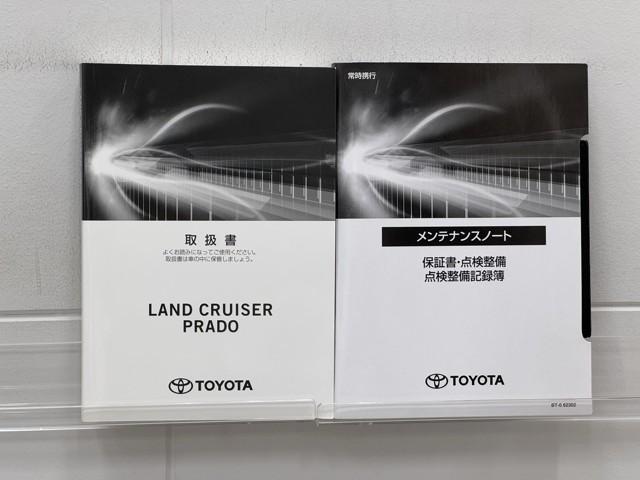 取扱書
よくお読みになってご使用ください。
取扱書は車の中に保管しましょう。
LAND CRUISER
PRADO
TOYOTA
常時携行
メンテナンスノート
保証書・点検整備
点検整備記録簿
TOYOTA